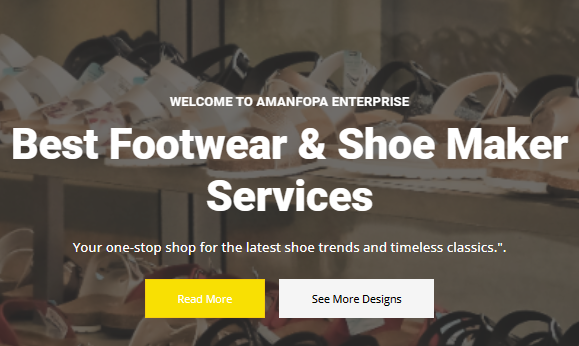 WELCOME TO AMANFOPA ENTERPRISE
Best Footwear & Shoe Maker
Services
Your one-stop shop for the latest shoe trends and timeless classics.".
Read More
See More Designs